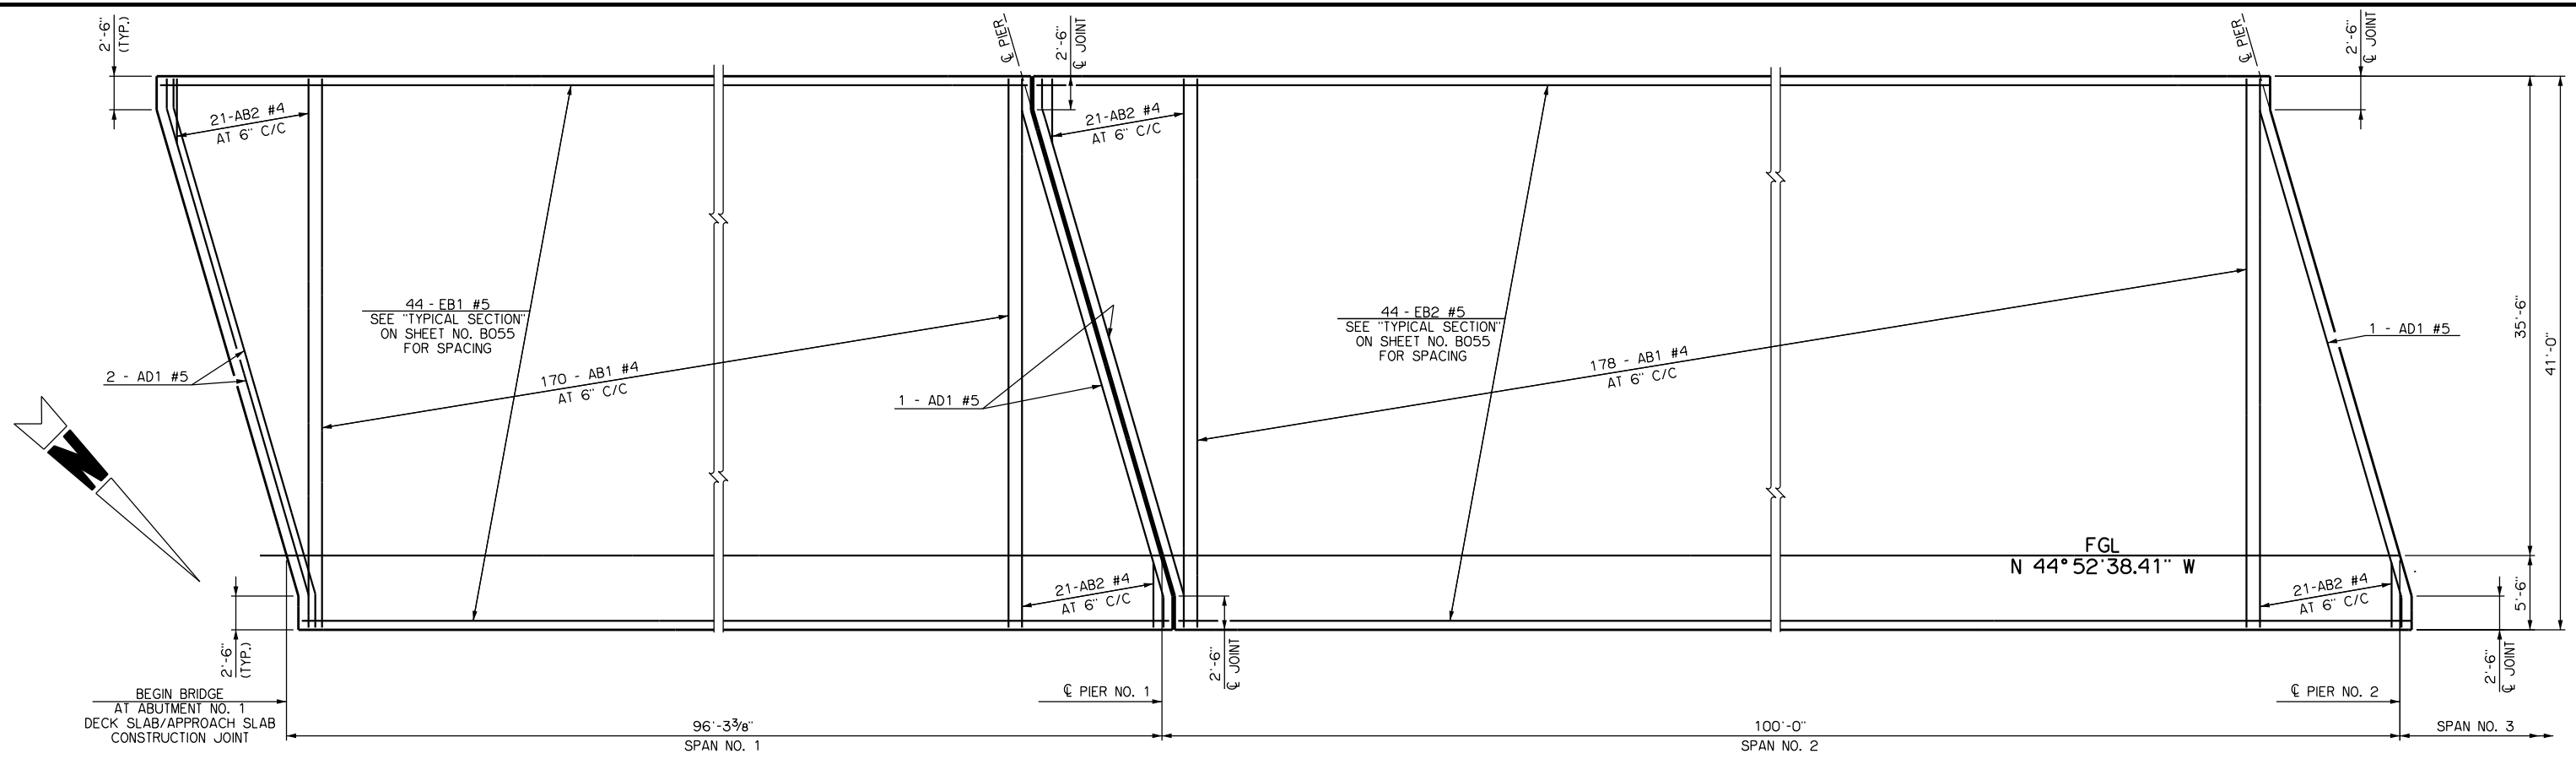 2'-6"
(TYP.)
℄ PIER
2'-6"
℄ JOINT
℄ PIER
2'-6"
℄ JOINT
21-AB2 #4
AT 6" C/C
21-AB2 #4
AT 6" C/C
44 - EB1 #5
SEE "TYPICAL SECTION"
ON SHEET NO. B055
FOR SPACING
44 - EB2 #5
SEE "TYPICAL SECTION"
ON SHEET NO. B055
FOR SPACING
1 - AD1 #5
35'-6"
41'-0"
2 - AD1 #5
170 - AB1 #4
AT 6" C/C
1 - AD1 #5
178 - AB1 #4
AT 6" C/C
N
FGL
N 44°52'38.41" W
21-AB2 #4
AT 6" C/C
21-AB2 #4
AT 6" C/C
5'-6"
2'-6"
(TYP.)
2'-6"
℄ JOINT
2'-6"
℄ JOINT
BEGIN BRIDGE
AT ABUTMENT NO. 1
DECK SLAB/APPROACH SLAB
CONSTRUCTION JOINT
℄ PIER NO. 1
℄ PIER NO. 2
96'-3⅜"
SPAN NO. 1
100'-0"
SPAN NO. 2
SPAN NO. 3